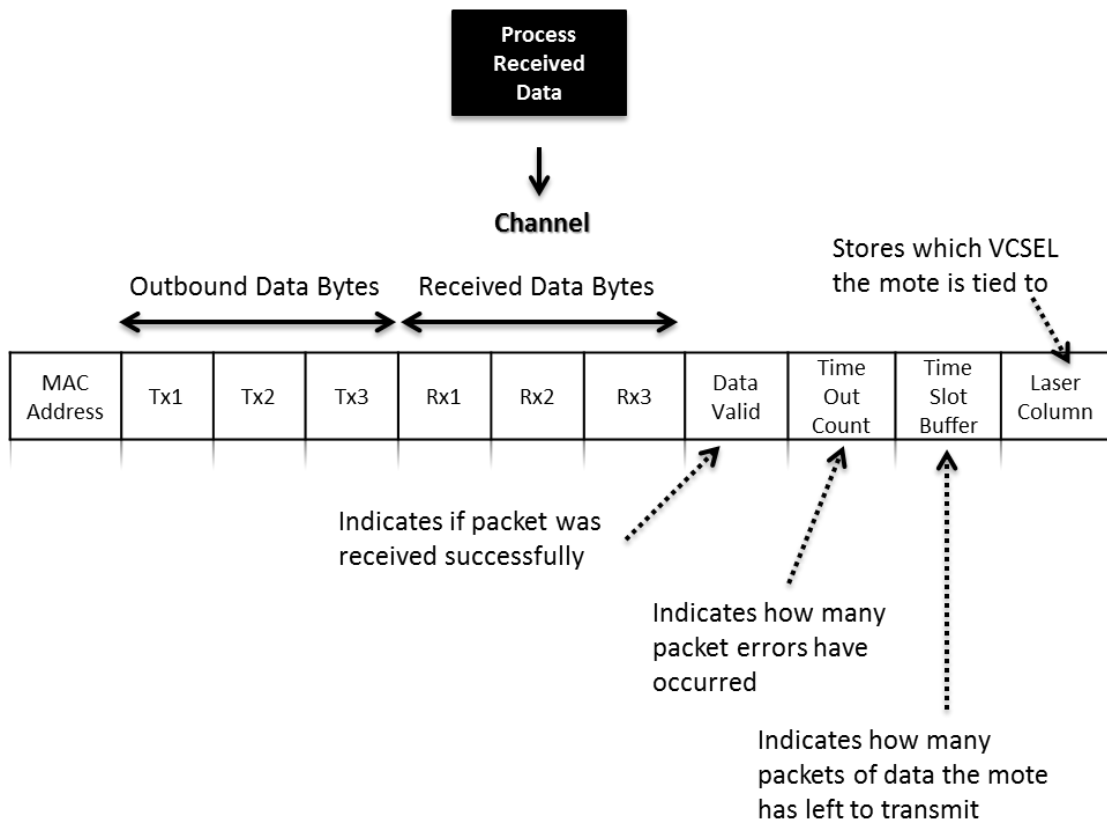 Process
Received
Data
Channel
Stores which VCSEL
the mote is tied to
Outbound Data Bytes
Received Data Bytes
MAC
Address
Tx1
Tx2
Tx3
Rx1
Rx2
Rx3
Data
Valid
Time
Out
Count
Time
Slot
Buffer
Laser
Column
Indicates if packet was
received successfully
Indicates how many
packet errors have
occurred
Indicates how many
packets of data the mote
has left to transmit